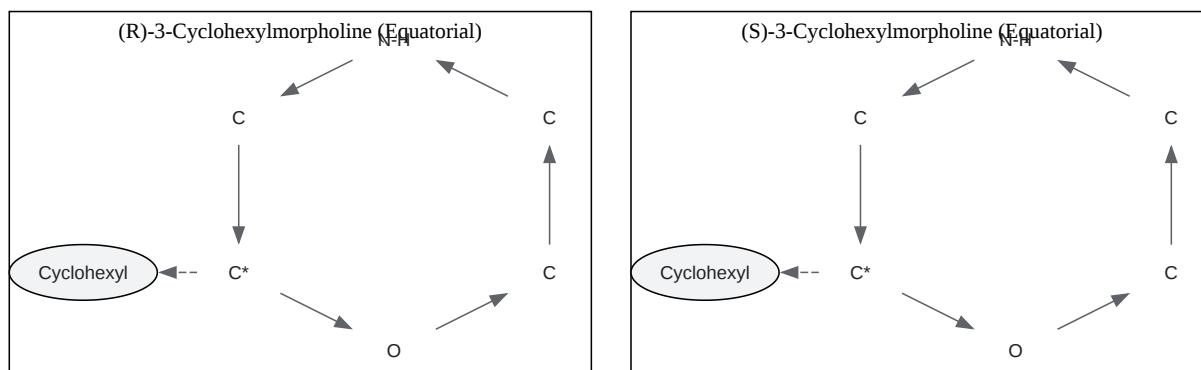 (R)-3-Cyclohexylmorpholine (Equatorial)
N-H
C
C
Cyclohexyl
C*
C
O
(S)-3-Cyclohexylmorpholine (Equatorial)
N-H
C
C
Cyclohexyl
C*
C
O